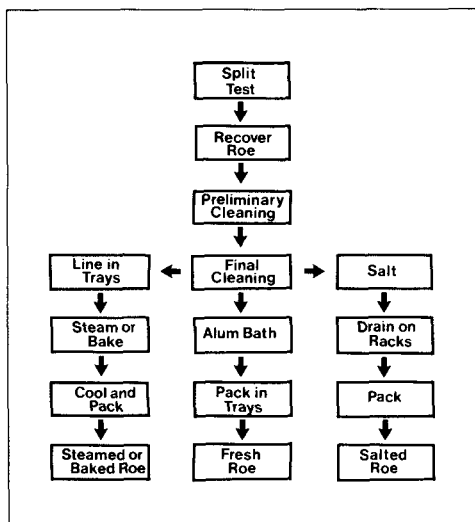 Split
Test
Recover
Roe
Preliminary
Cleaning
Line in
Trays
Final
Cleaning
Salt
Steam or
Bake
Alum Bath
Drain on
Racks
Cool and
Pack
Pack in
Trays
Pack
Steamed or
Baked Roe
Fresh
Roe
Salted
Roe